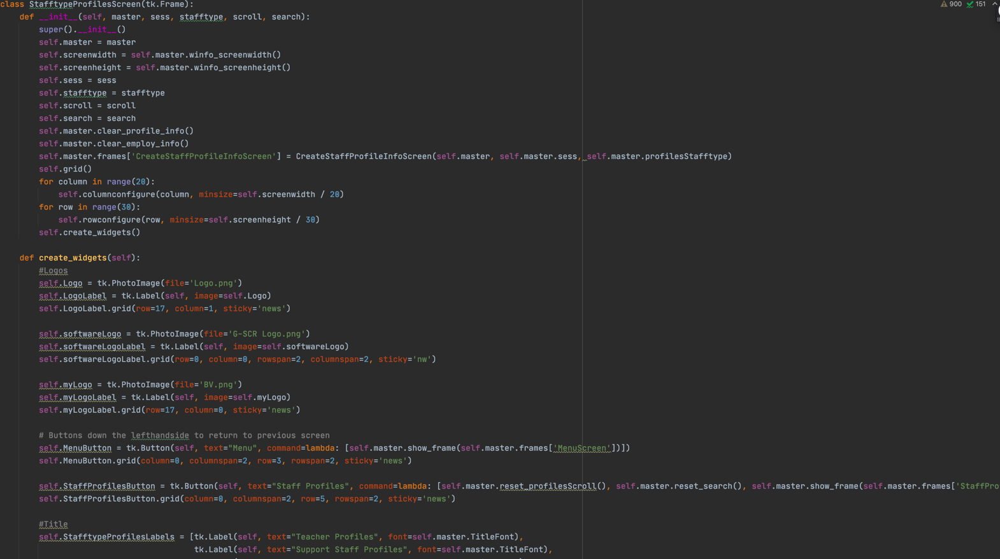 class StafftypeProfilesScreen(tk.Frame):
900 151
def __init__(self, master, sess, stafftype, scroll, search):
super().__init__()
self.master = master
self.screenwidth = self.master.winfo_screenwidth()
self.screenheight = self.master.winfo_screenheight()
self.sess = sess
self.stafftype = stafftype
self.scroll = scroll
self.search = search
self.master.clear_profile_info()
self.master.clear_employ_info()
self.master.frames['CreateStaffProfileInfoScreen'] = CreateStaffProfileInfoScreen(self.master, self.master.sess, self.master.profilesStafftype)
self.grid()
for column in range(20):
self.columnconfigure(column, minsize=self.screenwidth / 20)
for row in range(30):
self.rowconfigure(row, minsize=self.screenheight / 30)
self.create_widgets()
def create_widgets(self):
#Logos
self.Logo = tk.PhotoImage(file='Logo.png')
self.LogoLabel = tk.Label(self, image=self.Logo)
self.LogoLabel.grid(row=17, column=1, sticky='news')
self.softwareLogo = tk.PhotoImage(file='G-SCR Logo.png')
self.softwareLogoLabel = tk.Label(self, image=self.softwareLogo)
self.softwareLogoLabel.grid(row=0, column=0, rowspan=2, columnspan=2, sticky='nw')
self.myLogo = tk.PhotoImage(file='BV.png')
self.myLogoLabel = tk.Label(self, image=self.myLogo)
self.myLogoLabel.grid(row=17, column=0, sticky='news')
# Buttons down the lefthandside to return to previous screen
self.MenuButton = tk.Button(self, text="Menu", command=lambda: [self.master.show_frame(self.master.frames['MenuScreen'])])
self.MenuButton.grid(column=0, columnspan=2, row=3, rowspan=2, sticky='news')
self.StaffProfilesButton = tk.Button(self, text="Staff Profiles", command=lambda: [self.master.reset_profilesScroll(), self.master.reset_search(), self.master.show_frame(self.master.frames['StaffPro
self.StaffProfilesButton.grid(column=0, columnspan=2, row=5, rowspan=2, sticky='news')
#Title
self.StafftypeProfilesLabels = [tk.Label(self, text="Teacher Profiles", font=self.master.TitleFont),
tk.Label(self, text="Support Staff Profiles", font=self.master.TitleFont),